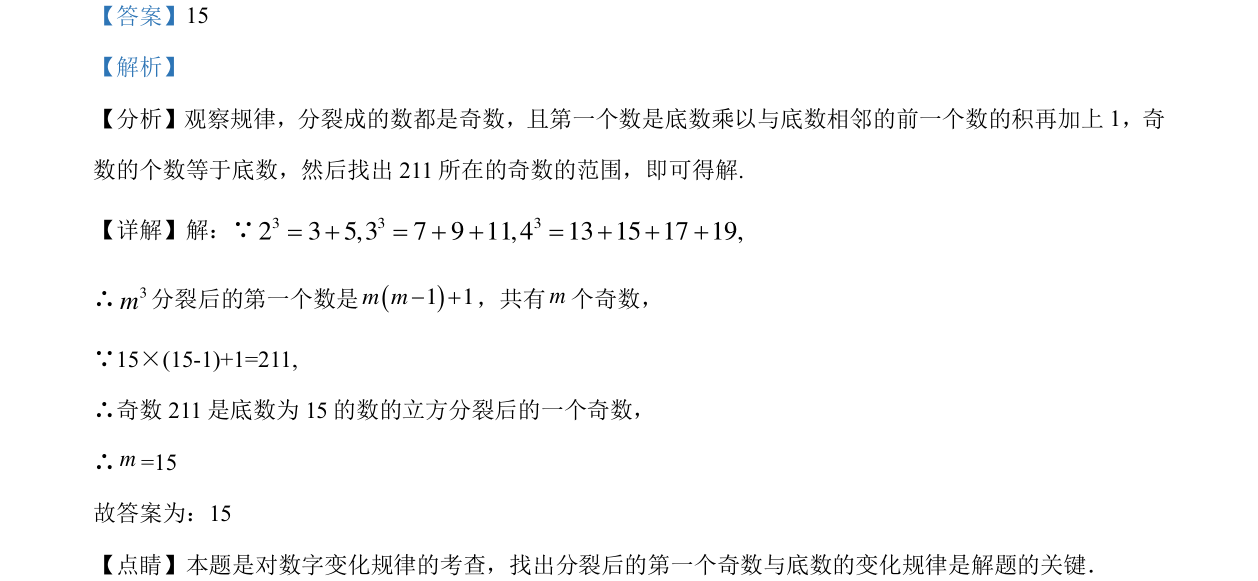 【答案】15
【解析】
【分析】观察规律，分裂成的数都是奇数，且第一个数是底数乘以与底数相邻的前一个数的积再加上 1，奇
数的个数等于底数，然后找出 211 所在的奇数的范围，即可得解.
【详解】解：∵2³ = 3+5,3³ = 7+9+11,4³ =13+15+17+19,
∴m³分裂后的第一个数是m(m−1)+1，共有m个奇数，
∵15×(15-1)+1=211,
∴奇数 211 是底数为 15 的数的立方分裂后的一个奇数，
∴m=15
故答案为：15
【点睛】本题是对数字变化规律的考查，找出分裂后的第一个奇数与底数的变化规律是解题的关键．